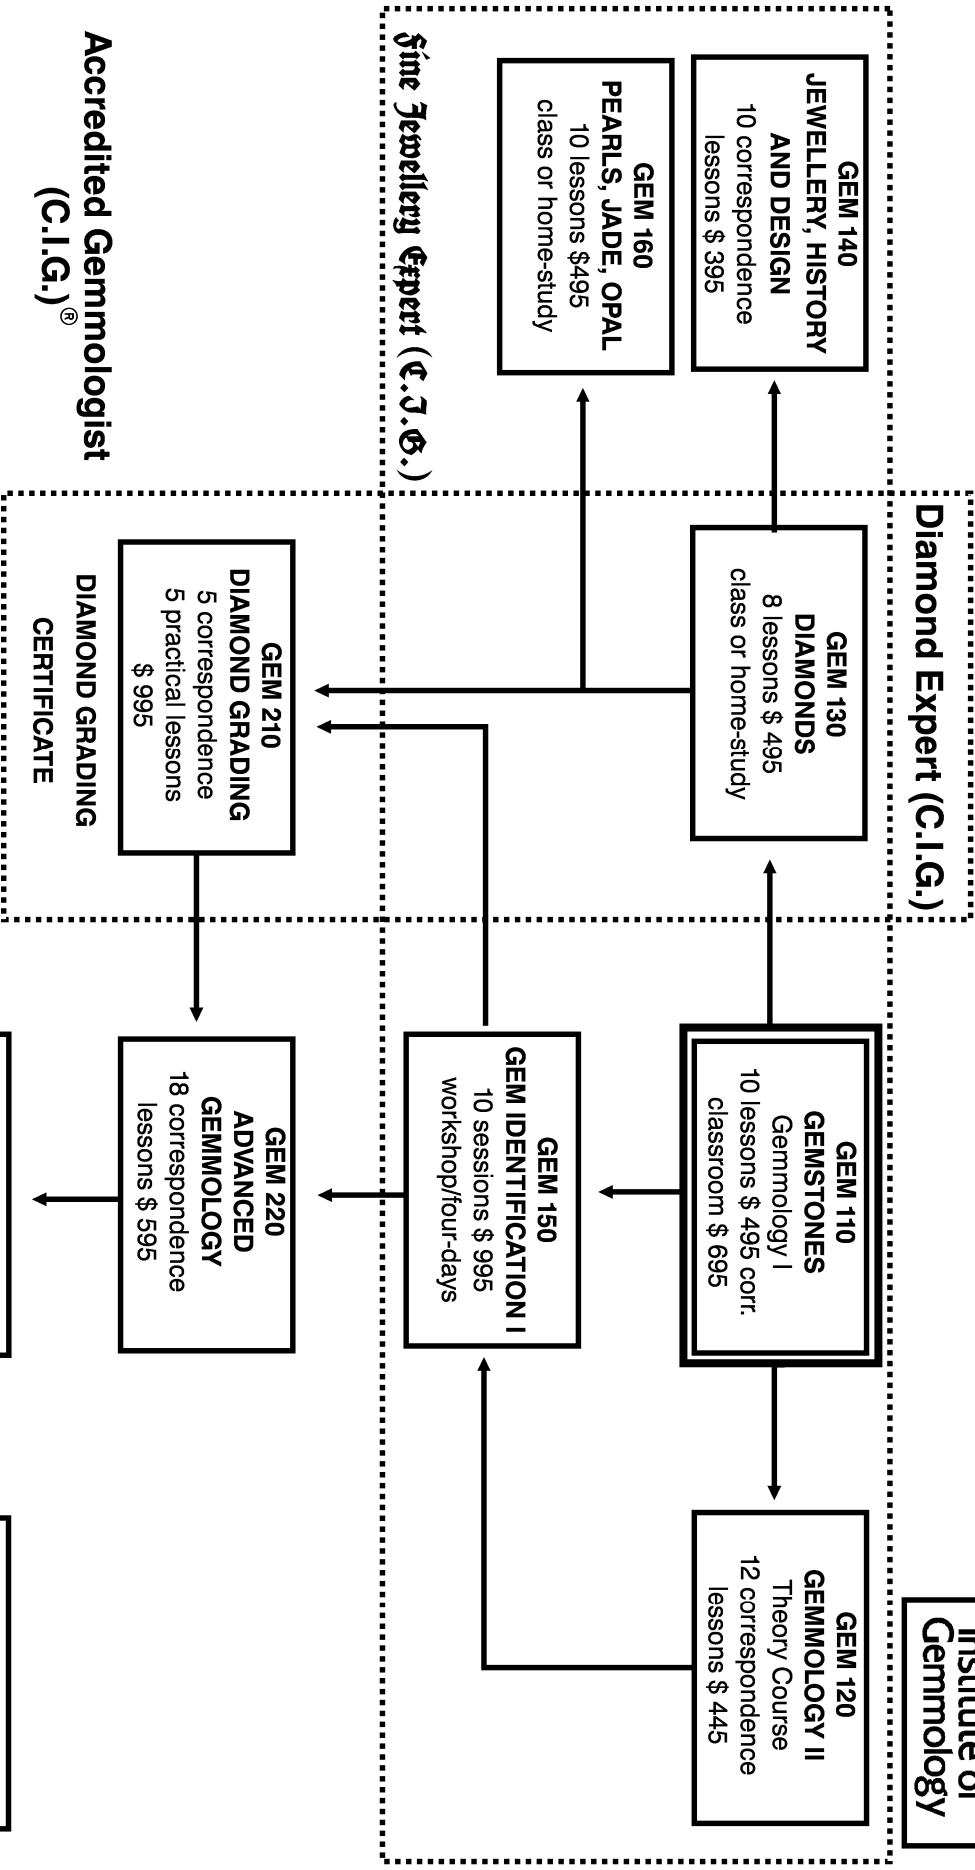 Institute of
Gemmology
Diamond Expert (C.I.G.)
GEM 140
JEWELLERY, HISTORY
AND DESIGN
10 correspondence
lessons $ 395
GEM 130
DIAMONDS
8 lessons $ 495
class or home-study
GEM 110
GEMSTONES
Gemmology I
10 lessons $ 495 corr.
classroom $ 695
GEM 120
GEMMOLOGY II
Theory Course
12 correspondence
lessons $ 445
GEM 160
PEARLS, JADE, OPAL
10 lessons $495
class or home-study
GEM 150
GEM IDENTIFICATION I
10 sessions $ 995
workshop/four-days
Fine Jewellery Expert (C.I.G.)
GEM 210
DIAMOND GRADING
5 correspondence
5 practical lessons
$ 995
GEM 220
ADVANCED
GEMMOLOGY
18 correspondence
lessons $ 595
Accredited Gemmologist
(C.I.G.)®
DIAMOND GRADING
CERTIFICATE